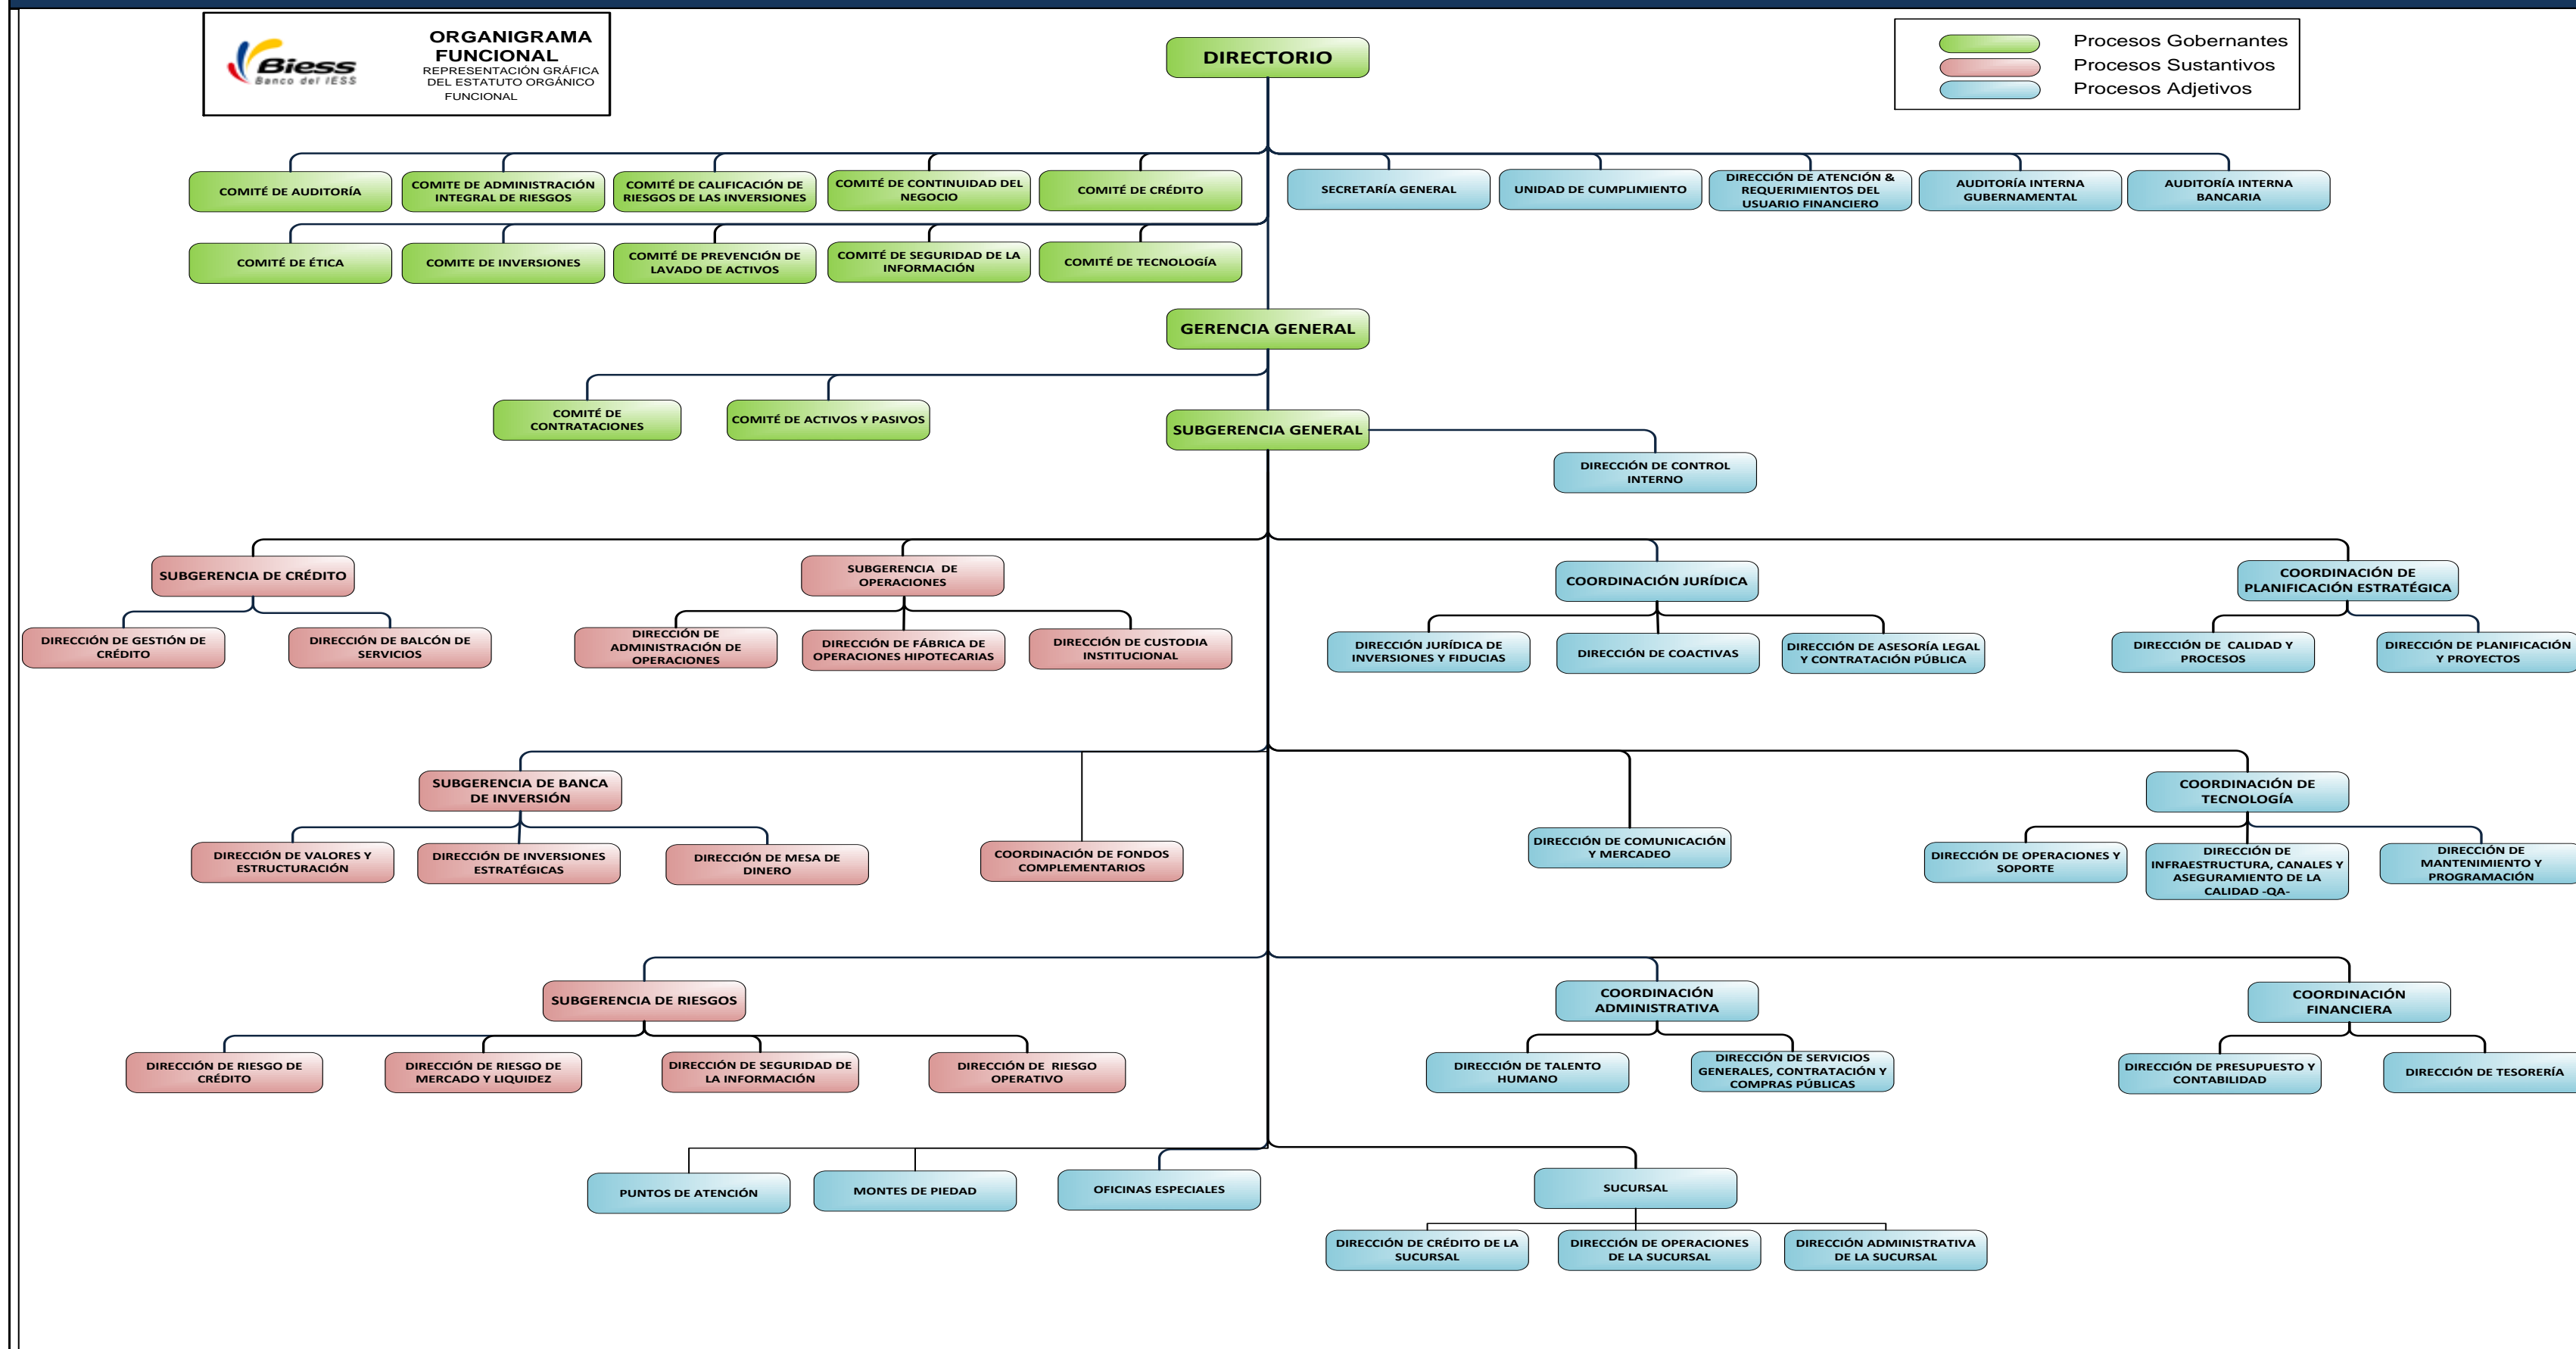 Biess
Banco del IESS
ORGANIGRAMA
FUNCIONAL
REPRESENTACIÓN GRÁFICA
DEL ESTATUTO ORGÁNICO
FUNCIONAL
DIRECTORIO
Procesos Gobernantes
Procesos Sustantivos
Procesos Adjetivos
COMITÉ DE AUDITORÍA
COMITE DE ADMINISTRACIÓN
INTEGRAL DE RIESGOS
COMITÉ DE CALIFICACIÓN DE
RIESGOS DE LAS INVERSIONES
COMITÉ DE CONTINUIDAD DEL
NEGOCIO
COMITÉ DE CRÉDITO
SECRETARÍA GENERAL
UNIDAD DE CUMPLIMIENTO
DIRECCIÓN DE ATENCIÓN &
REQUERIMIENTOS DEL
USUARIO FINANCIERO
AUDITORÍA INTERNA
GUBERNAMENTAL
AUDITORÍA INTERNA
BANCARIA
COMITÉ DE ÉTICA
COMITE DE INVERSIONES
COMITÉ DE PREVENCIÓN DE
LAVADO DE ACTIVOS
COMITÉ DE SEGURIDAD DE LA
INFORMACIÓN
COMITÉ DE TECNOLOGÍA
GERENCIA GENERAL
COMITÉ DE
CONTRATACIONES
COMITÉ DE ACTIVOS Y PASIVOS
SUBGERENCIA GENERAL
DIRECCIÓN DE CONTROL
INTERNO
SUBGERENCIA DE CRÉDITO
SUBGERENCIA DE
OPERACIONES
COORDINACIÓN JURÍDICA
COORDINACIÓN DE
PLANIFICACIÓN ESTRATÉGICA
DIRECCIÓN DE GESTIÓN DE
CRÉDITO
DIRECCIÓN DE BALCÓN DE
SERVICIOS
DIRECCIÓN DE
ADMINISTRACIÓN DE
OPERACIONES
DIRECCIÓN DE FÁBRICA DE
OPERACIONES HIPOTECARIAS
DIRECCIÓN DE CUSTODIA
INSTITUCIONAL
DIRECCIÓN JURÍDICA DE
INVERSIONES Y FIDUCIAS
DIRECCIÓN DE COACTIVAS
DIRECCIÓN DE ASESORÍA LEGAL
Y CONTRATACIÓN PÚBLICA
DIRECCIÓN DE CALIDAD Y
PROCESOS
DIRECCIÓN DE PLANIFICACIÓN
Y PROYECTOS
SUBGERENCIA DE BANCA
DE INVERSIÓN
COORDINACIÓN DE
TECNOLOGÍA
DIRECCIÓN DE VALORES Y
ESTRUCTURACIÓN
DIRECCIÓN DE INVERSIONES
ESTRATÉGICAS
DIRECCIÓN DE MESA DE
DINERO
COORDINACIÓN DE FONDOS
COMPLEMENTARIOS
DIRECCIÓN DE COMUNICACIÓN
Y MERCADEO
DIRECCIÓN DE OPERACIONES Y
SOPORTE
DIRECCIÓN DE
INFRAESTRUCTURA, CANALES Y
ASEGURAMIENTO DE LA
CALIDAD -QA-
DIRECCIÓN DE
MANTENIMIENTO Y
PROGRAMACIÓN
SUBGERENCIA DE RIESGOS
COORDINACIÓN
ADMINISTRATIVA
COORDINACIÓN
FINANCIERA
DIRECCIÓN DE RIESGO DE
CRÉDITO
DIRECCIÓN DE RIESGO DE
MERCADO Y LIQUIDEZ
DIRECCIÓN DE SEGURIDAD DE
LA INFORMACIÓN
DIRECCIÓN DE RIESGO
OPERATIVO
DIRECCIÓN DE TALENTO
HUMANO
DIRECCIÓN DE SERVICIOS
GENERALES, CONTRATACIÓN Y
COMPRAS PÚBLICAS
DIRECCIÓN DE PRESUPUESTO Y
CONTABILIDAD
DIRECCIÓN DE TESORERÍA
PUNTOS DE ATENCIÓN
MONTES DE PIEDAD
OFICINAS ESPECIALES
SUCURSAL
DIRECCIÓN DE CRÉDITO DE LA
SUCURSAL
DIRECCIÓN DE OPERACIONES
DE LA SUCURSAL
DIRECCIÓN ADMINISTRATIVA
DE LA SUCURSAL